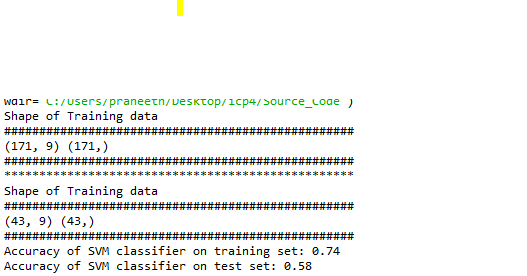 wdir= C:/Users/praneeth/Desktop/icp4/Source_Code )
Shape of Training data
##################################################
(171, 9) (171,)
##################################################
**************************************************
Shape of Training data
##################################################
(43, 9) (43,)
##################################################
Accuracy of SVM classifier on training set: 0.74
Accuracy of SVM classifier on test set: 0.58